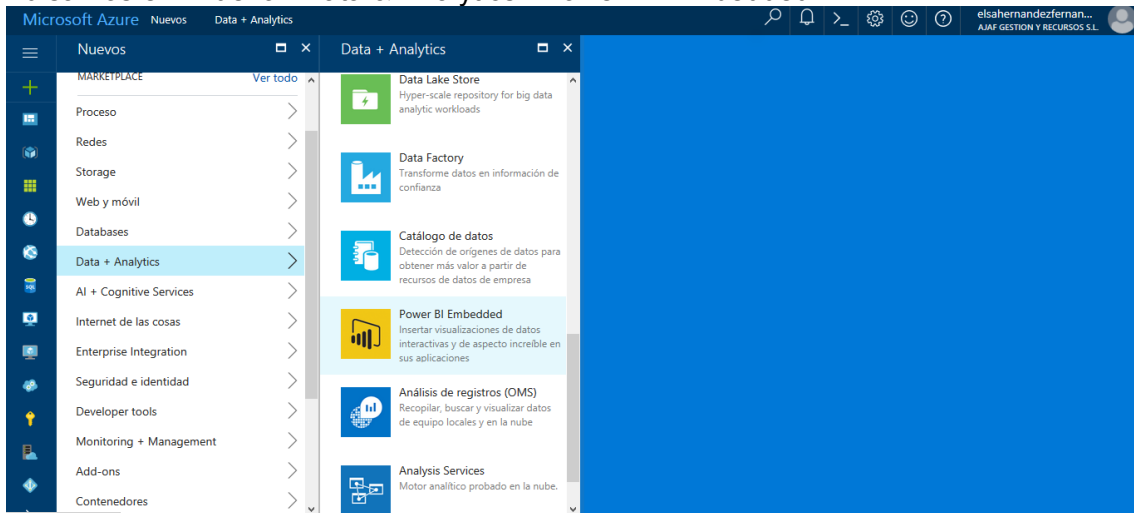 Microsoft Azure Nuevos Data + Analytics
elsahernandezfernan...
AJAF GESTION Y RECURSOS S.L.
Nuevos
MARKETPLACE
Ver todo
Proceso
Redes
Storage
Web y móvil
Databases
Data + Analytics
AI + Cognitive Services
Internet de las cosas
Enterprise Integration
Seguridad e identidad
Developer tools
Monitoring + Management
Add-ons
Contenedores
Data + Analytics
Data Lake Store
Hyper-scale repository for big data
analytic workloads
Data Factory
Transforme datos en información de
confianza
Catálogo de datos
Detección de orígenes de datos para
obtener más valor a partir de
recursos de datos de empresa
Power BI Embedded
Insertar visualizaciones de datos
interactivas y de aspecto increíble en
sus aplicaciones
Análisis de registros (OMS)
Recopilar, buscar y visualizar datos
de equipo locales y en la nube
Analysis Services
Motor analítico probado en la nube.